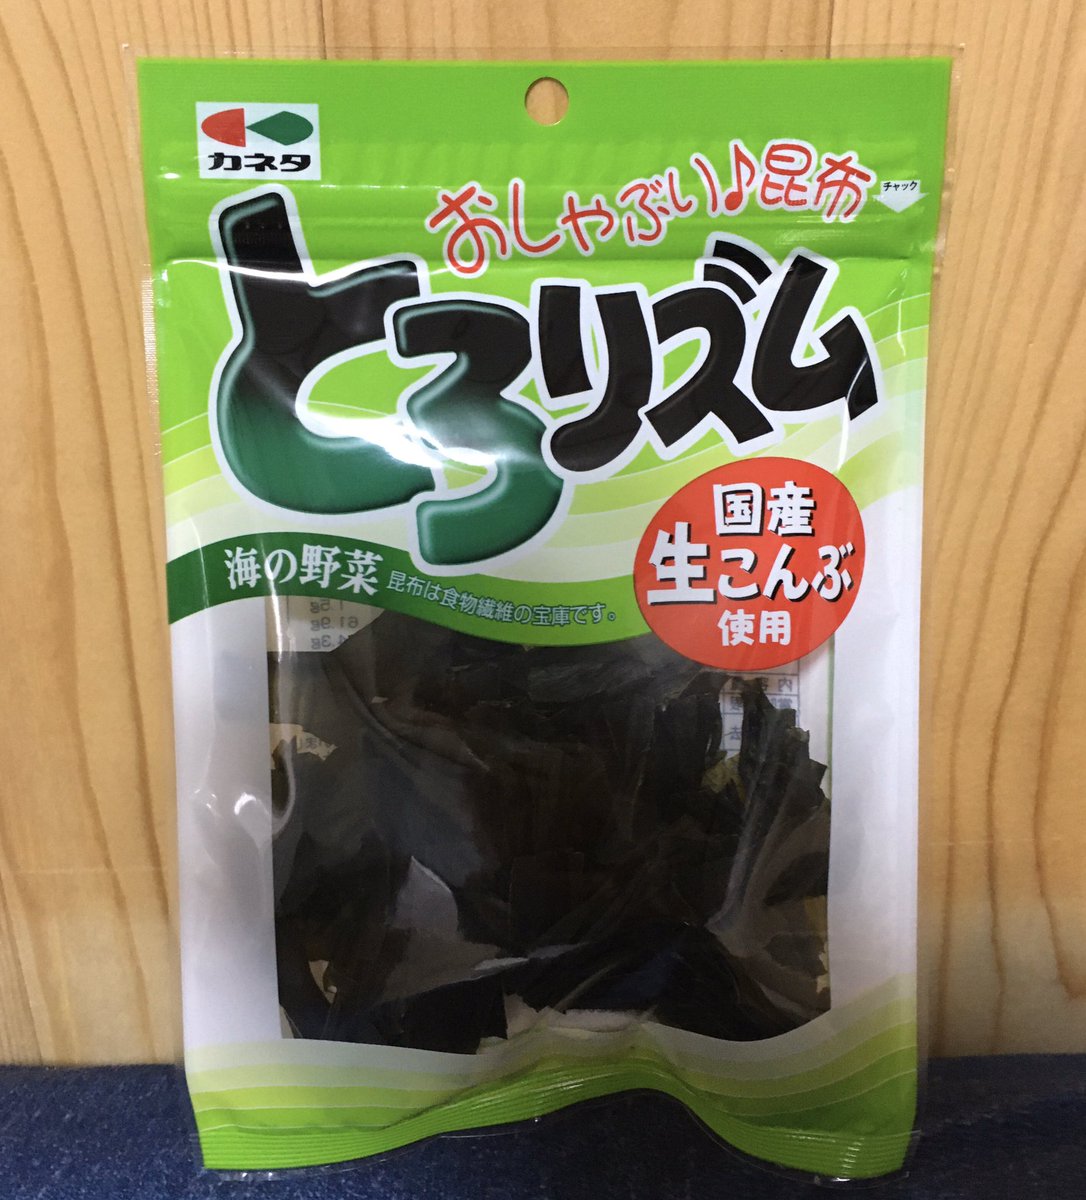 カネタ
おしゃぶり♪昆布
チャック
とろリズム
国産
生こんぶ
使用
海の野菜 昆布は食物繊維の宝庫です。
61.9g